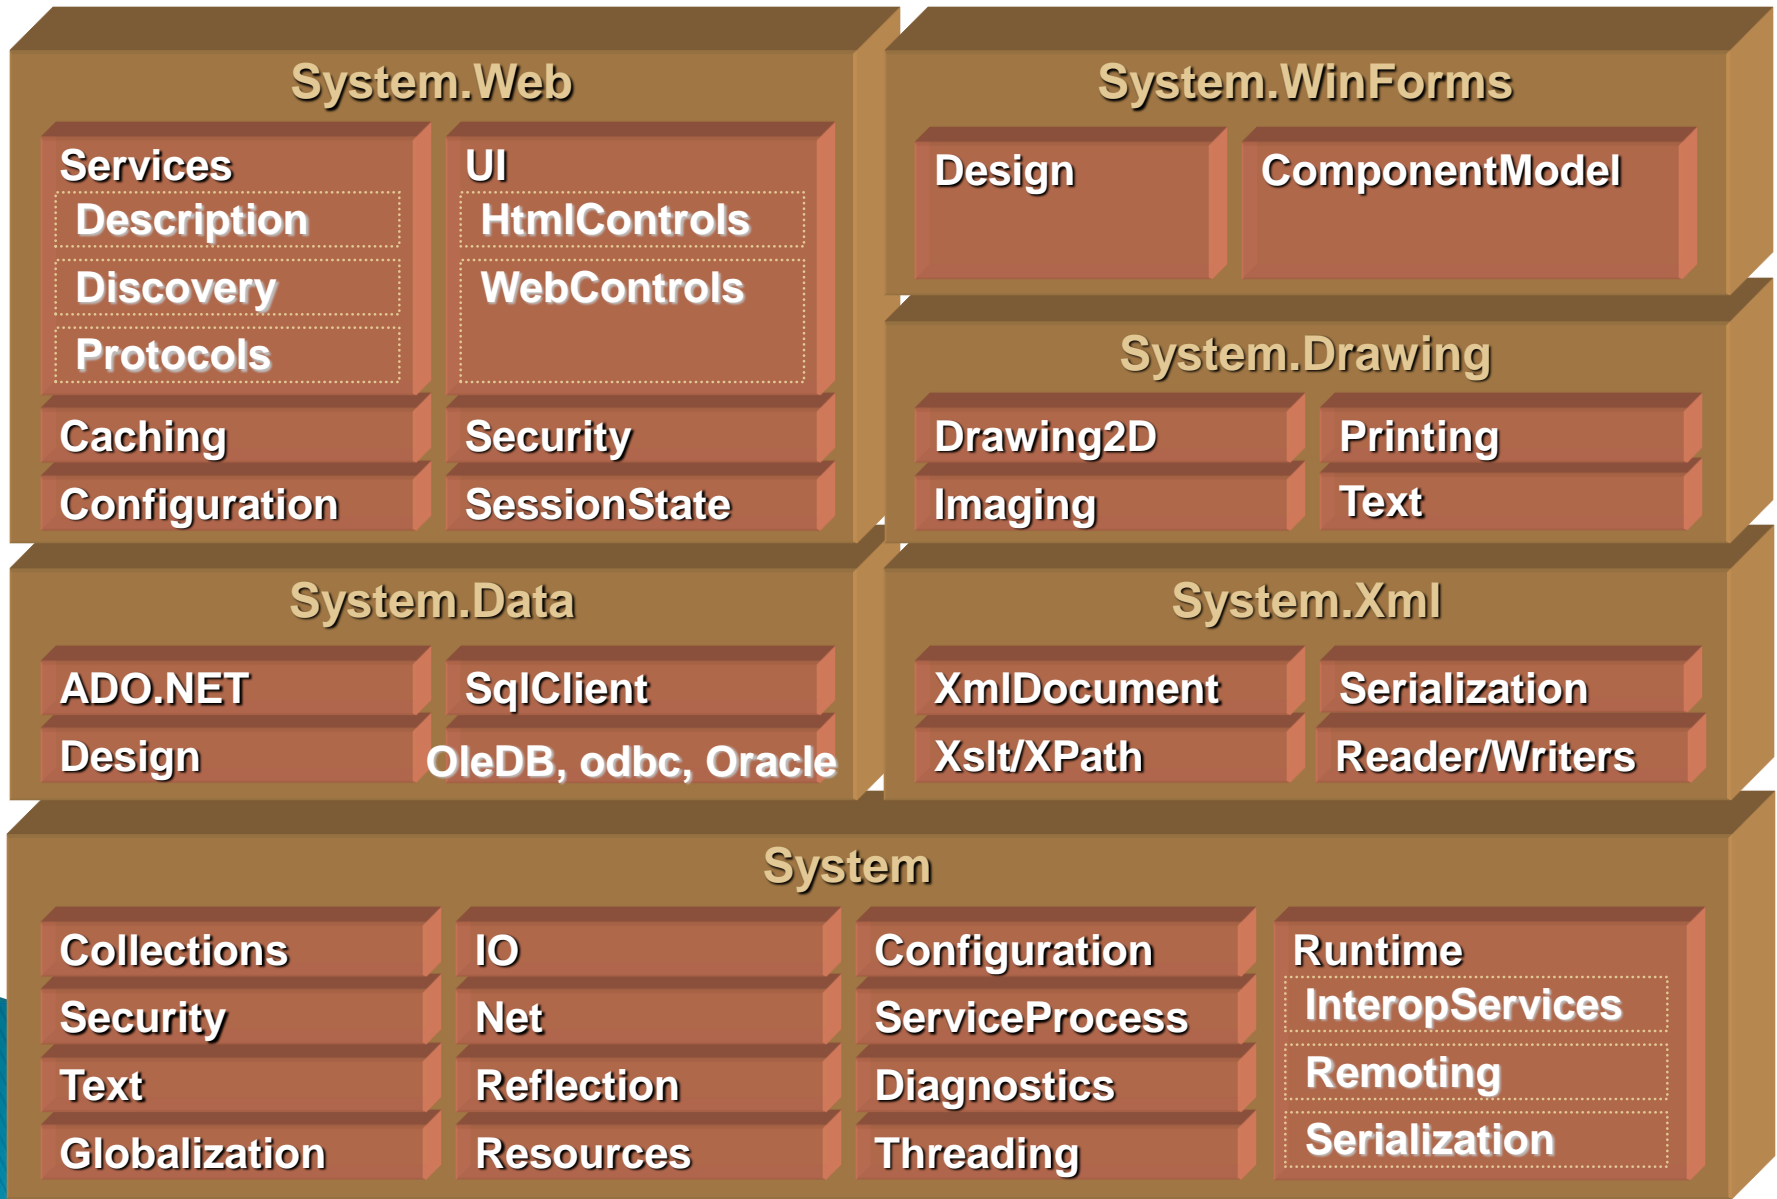 System.Web
Services
Description
Discovery
Protocols
UI
HtmlControls
WebControls
Caching
Security
Configuration
SessionState
System.WinForms
Design
ComponentModel
System.Drawing
Drawing2D
Printing
Imaging
Text
System.Data
ADO.NET
SqlClient
Design
OleDB, odbc, Oracle
System.Xml
XmlDocument
Serialization
Xslt/XPath
Reader/Writers
System
Collections
IO
Configuration
Runtime
Security
Net
ServiceProcess
InteropServices
Text
Reflection
Diagnostics
Remoting
Globalization
Resources
Threading
Serialization